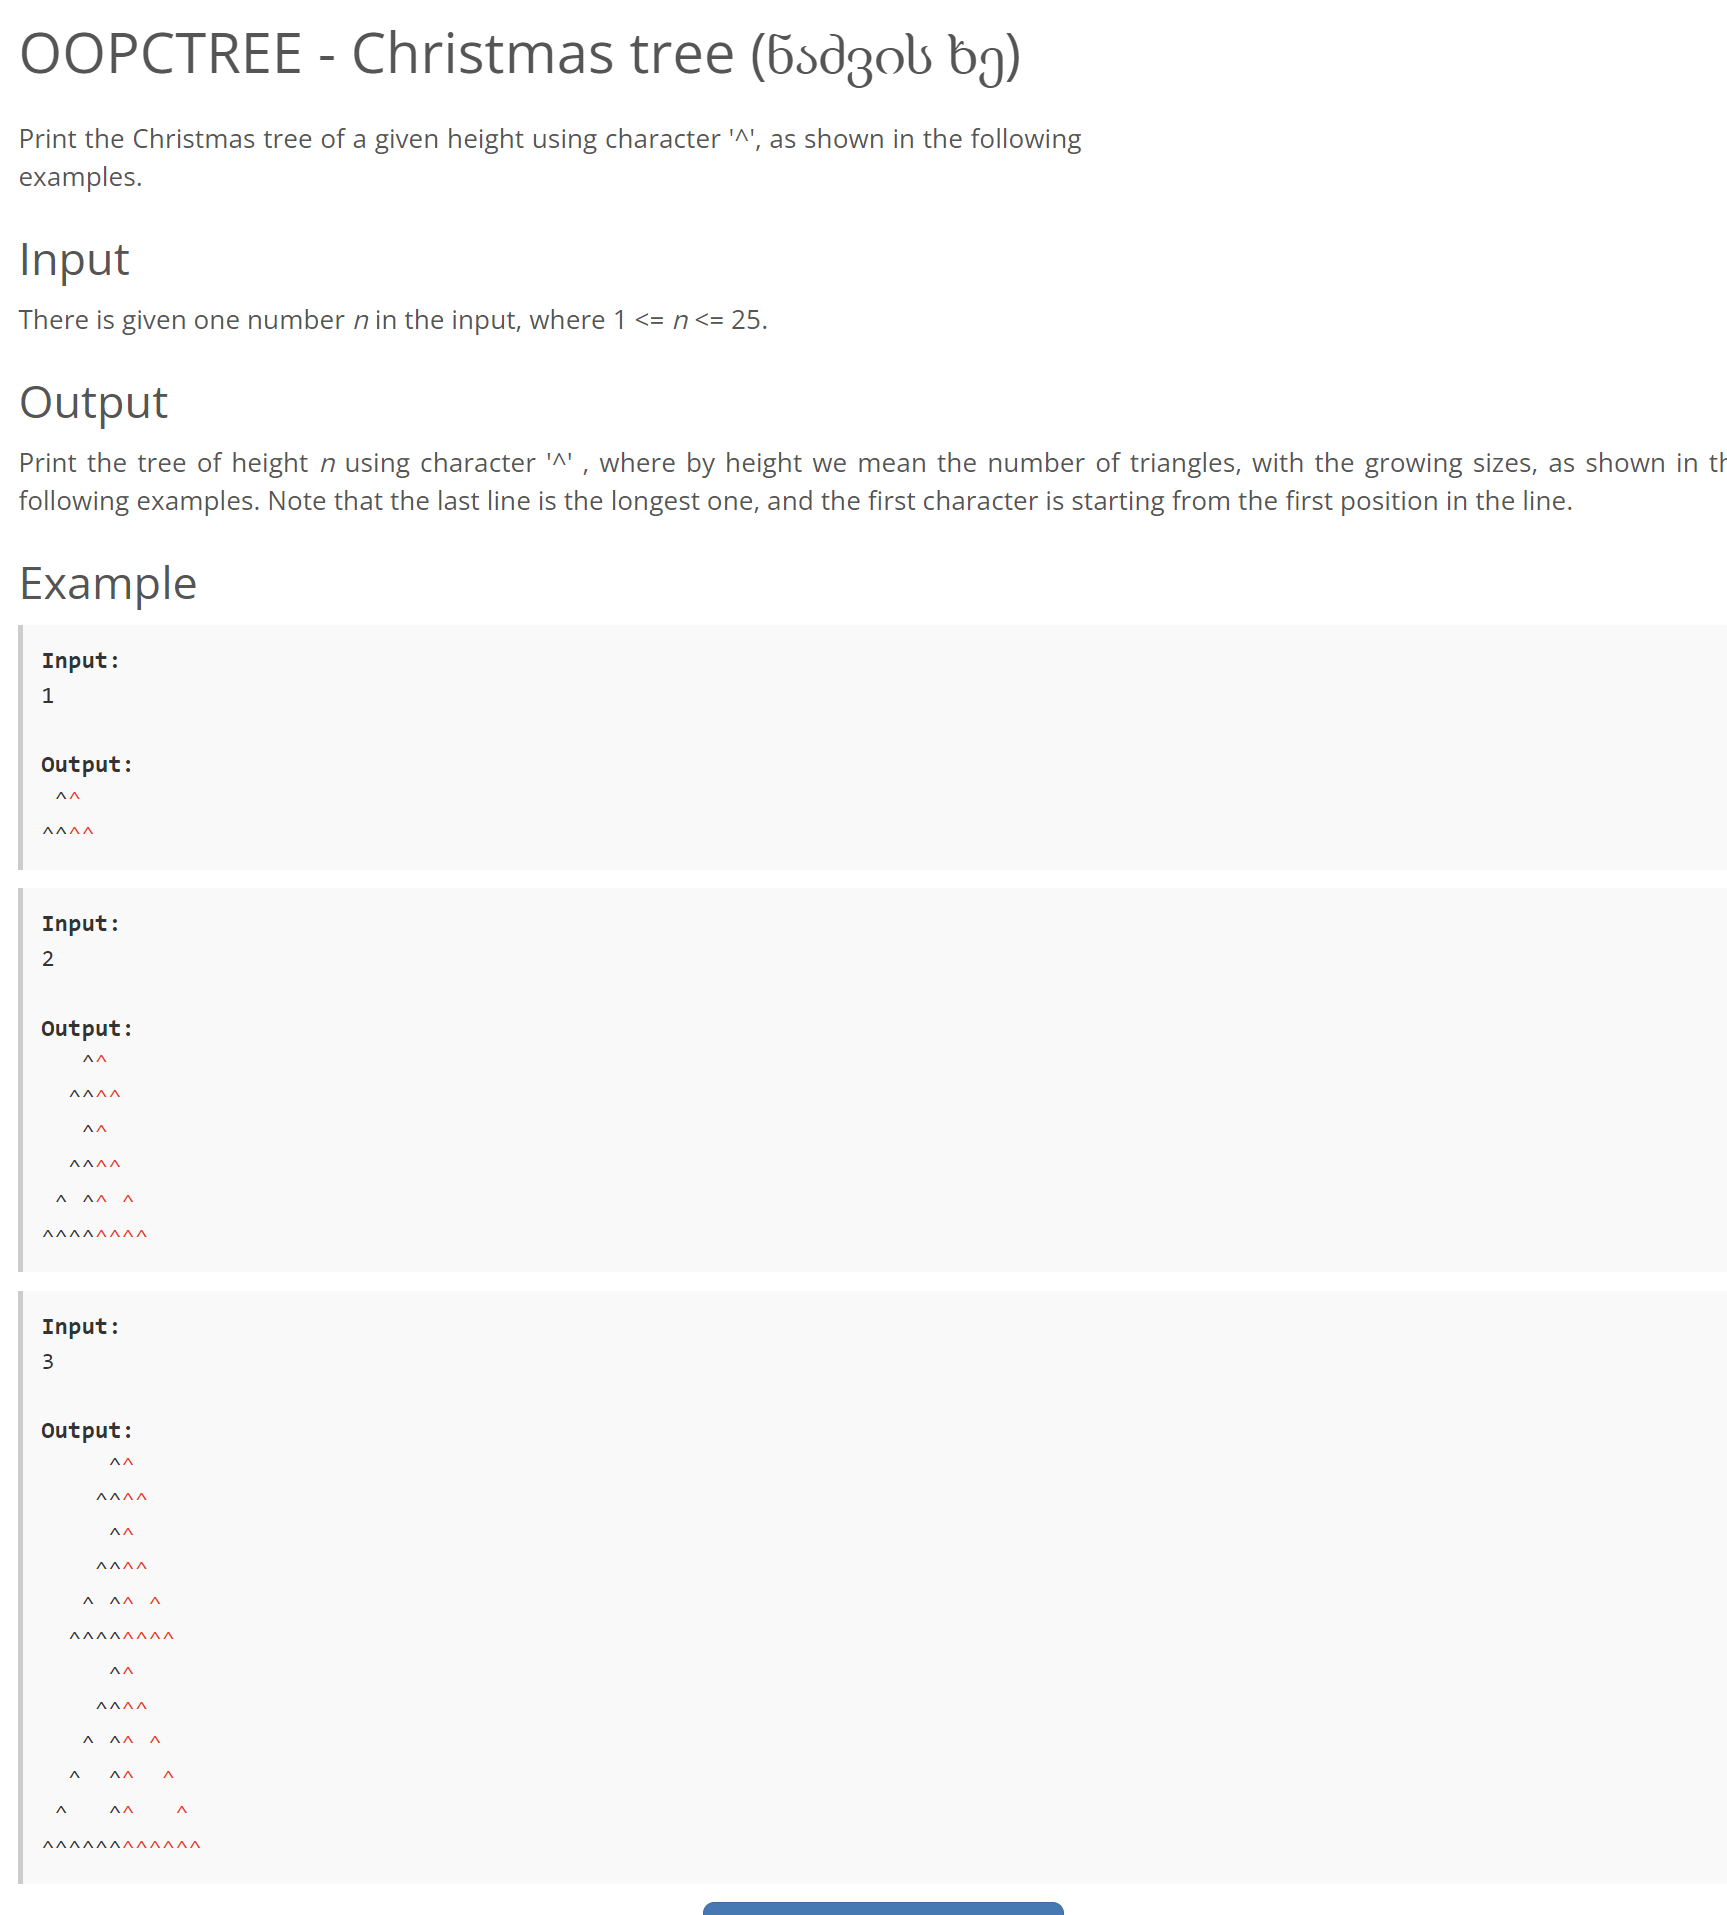 OOPCTREE - Christmas tree (ნაძვის ხე)
Print the Christmas tree of a given height using character '^', as shown in the following
examples.
Input
There is given one number n in the input, where 1 <= n <= 25.
Output
Print the tree of height n using character '^' , where by height we mean the number of triangles, with the growing sizes, as shown in
following examples. Note that the last line is the longest one, and the first character is starting from the first position in the line.
Example
Input:
1
Output:
 ^^
^^^^
Input:
2
Output:
   ^^
  ^^^^
   ^^
  ^^^^
 ^ ^^ ^
^^^^^^^^
Input:
3
Output:
     ^^
    ^^^^
     ^^
    ^^^^
   ^ ^^ ^
  ^^^^^^^^
     ^^
    ^^^^
   ^ ^^ ^
  ^  ^^  ^
 ^   ^^   ^
^^^^^^^^^^^^